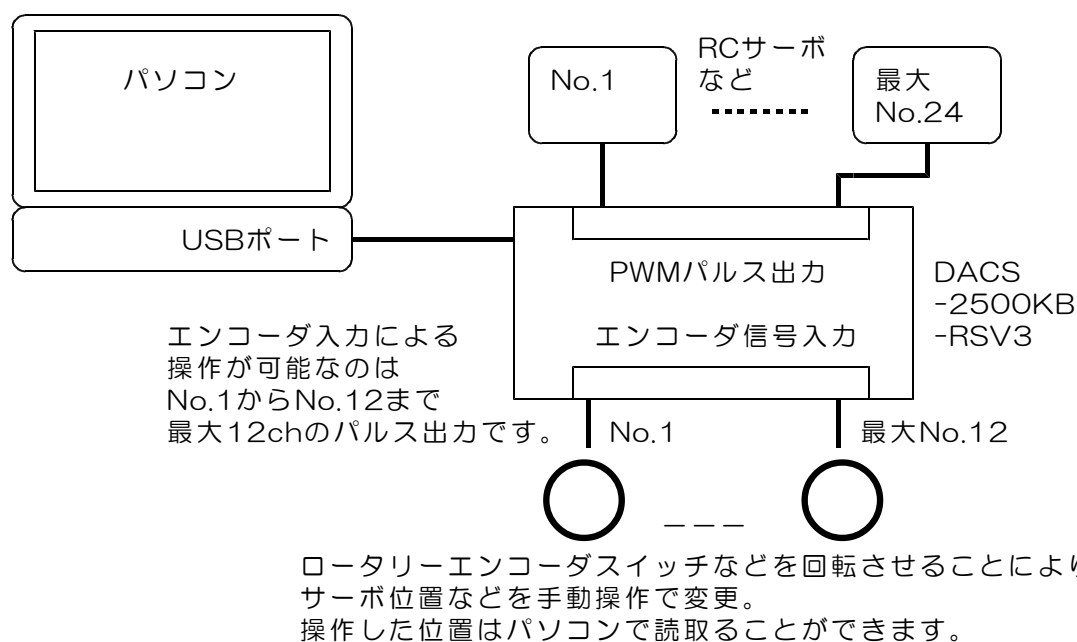 パソコン
USBポート
No.1
RCサーボ
など
最大
No.24
PWMパルス出力
エンコーダ信号入力
DACS
-2500KB
-RSV3
エンコーダ入力による
操作が可能なのは
No.1からNo.12まで
最大12chのパルス出力です。
No.1
最大No.12
ロータリーエンコーダスイッチなどを回転させることにより
サーボ位置などを手動操作で変更。
操作した位置はパソコンで読取ることができます。